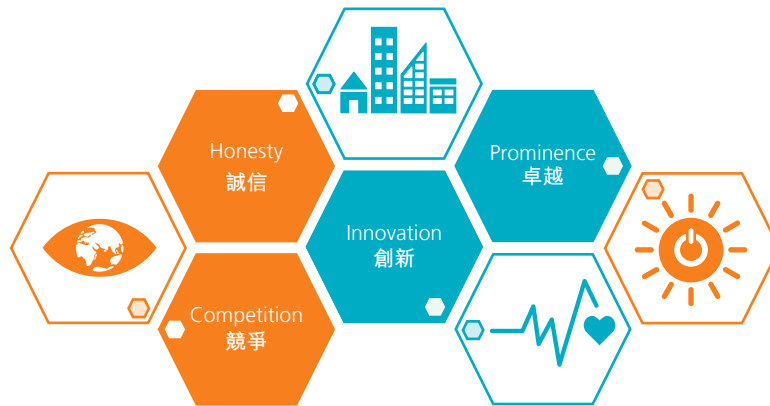 Honesty
誠信
Prominence
卓越
Innovation
創新
Competition
競爭